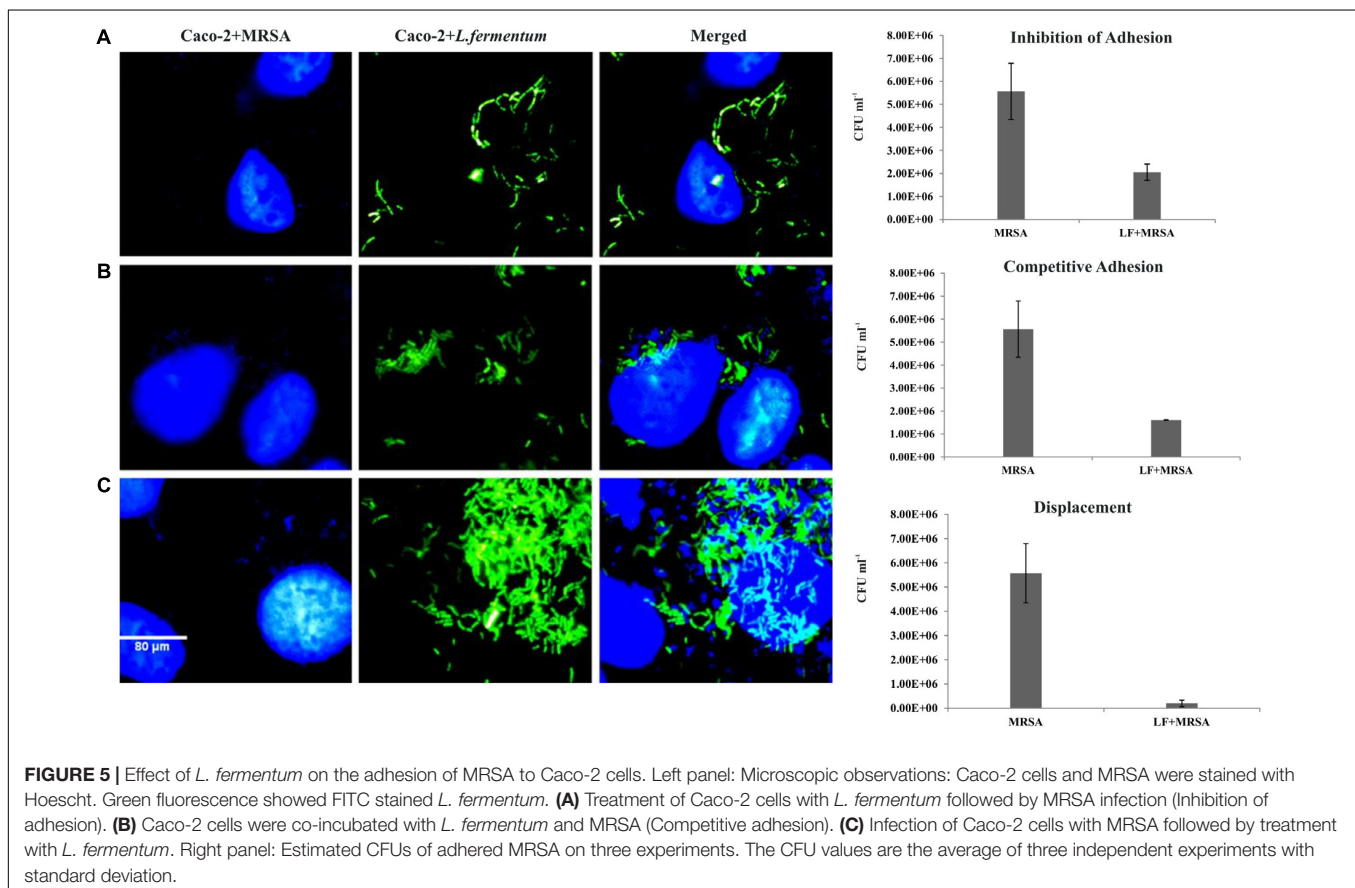 A
Caco-2+MRSA
Caco-2+L.fermentum
Merged
B
C
80 µm
Inhibition of Adhesion
CFU ml-1
8.00E+06
7.00E+06
6.00E+06
5.00E+06
4.00E+06
3.00E+06
2.00E+06
1.00E+06
0.00E+00
MRSA
LF+MRSA
Competitive Adhesion
CFU ml-1
8.00E+06
7.00E+06
6.00E+06
5.00E+06
4.00E+06
3.00E+06
2.00E+06
1.00E+06
0.00E+00
MRSA
LF+MRSA
Displacement
CFU ml-1
8.00E+06
7.00E+06
6.00E+06
5.00E+06
4.00E+06
3.00E+06
2.00E+06
1.00E+06
0.00E+00
MRSA
LF+MRSA
FIGURE 5 | Effect of L. fermentum on the adhesion of MRSA to Caco-2 cells. Left panel: Microscopic observations: Caco-2 cells and MRSA were stained with
Hoescht. Green fluorescence showed FITC stained L. fermentum. (A) Treatment of Caco-2 cells with L. fermentum followed by MRSA infection (Inhibition of
adhesion). (B) Caco-2 cells were co-incubated with L. fermentum and MRSA (Competitive adhesion). (C) Infection of Caco-2 cells with MRSA followed by treatment
with L. fermentum. Right panel: Estimated CFUs of adhered MRSA on three experiments. The CFU values are the average of three independent experiments with
standard deviation.